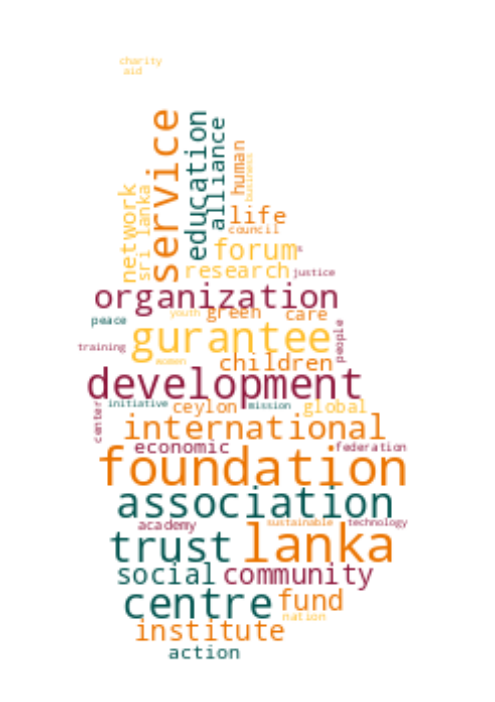 charity
aid
service
education
alliance
human
business
network
sri lanka
life
council
forum
research
justice
organization
youth
green
care
peace
gurantee
people
training
women
children
development
center
initiative
ceylon
mission
global
international
economic
federation
foundation
association
academy
sustainable
technology
trust
lanka
social
community
centre
fund
nation
institute
action